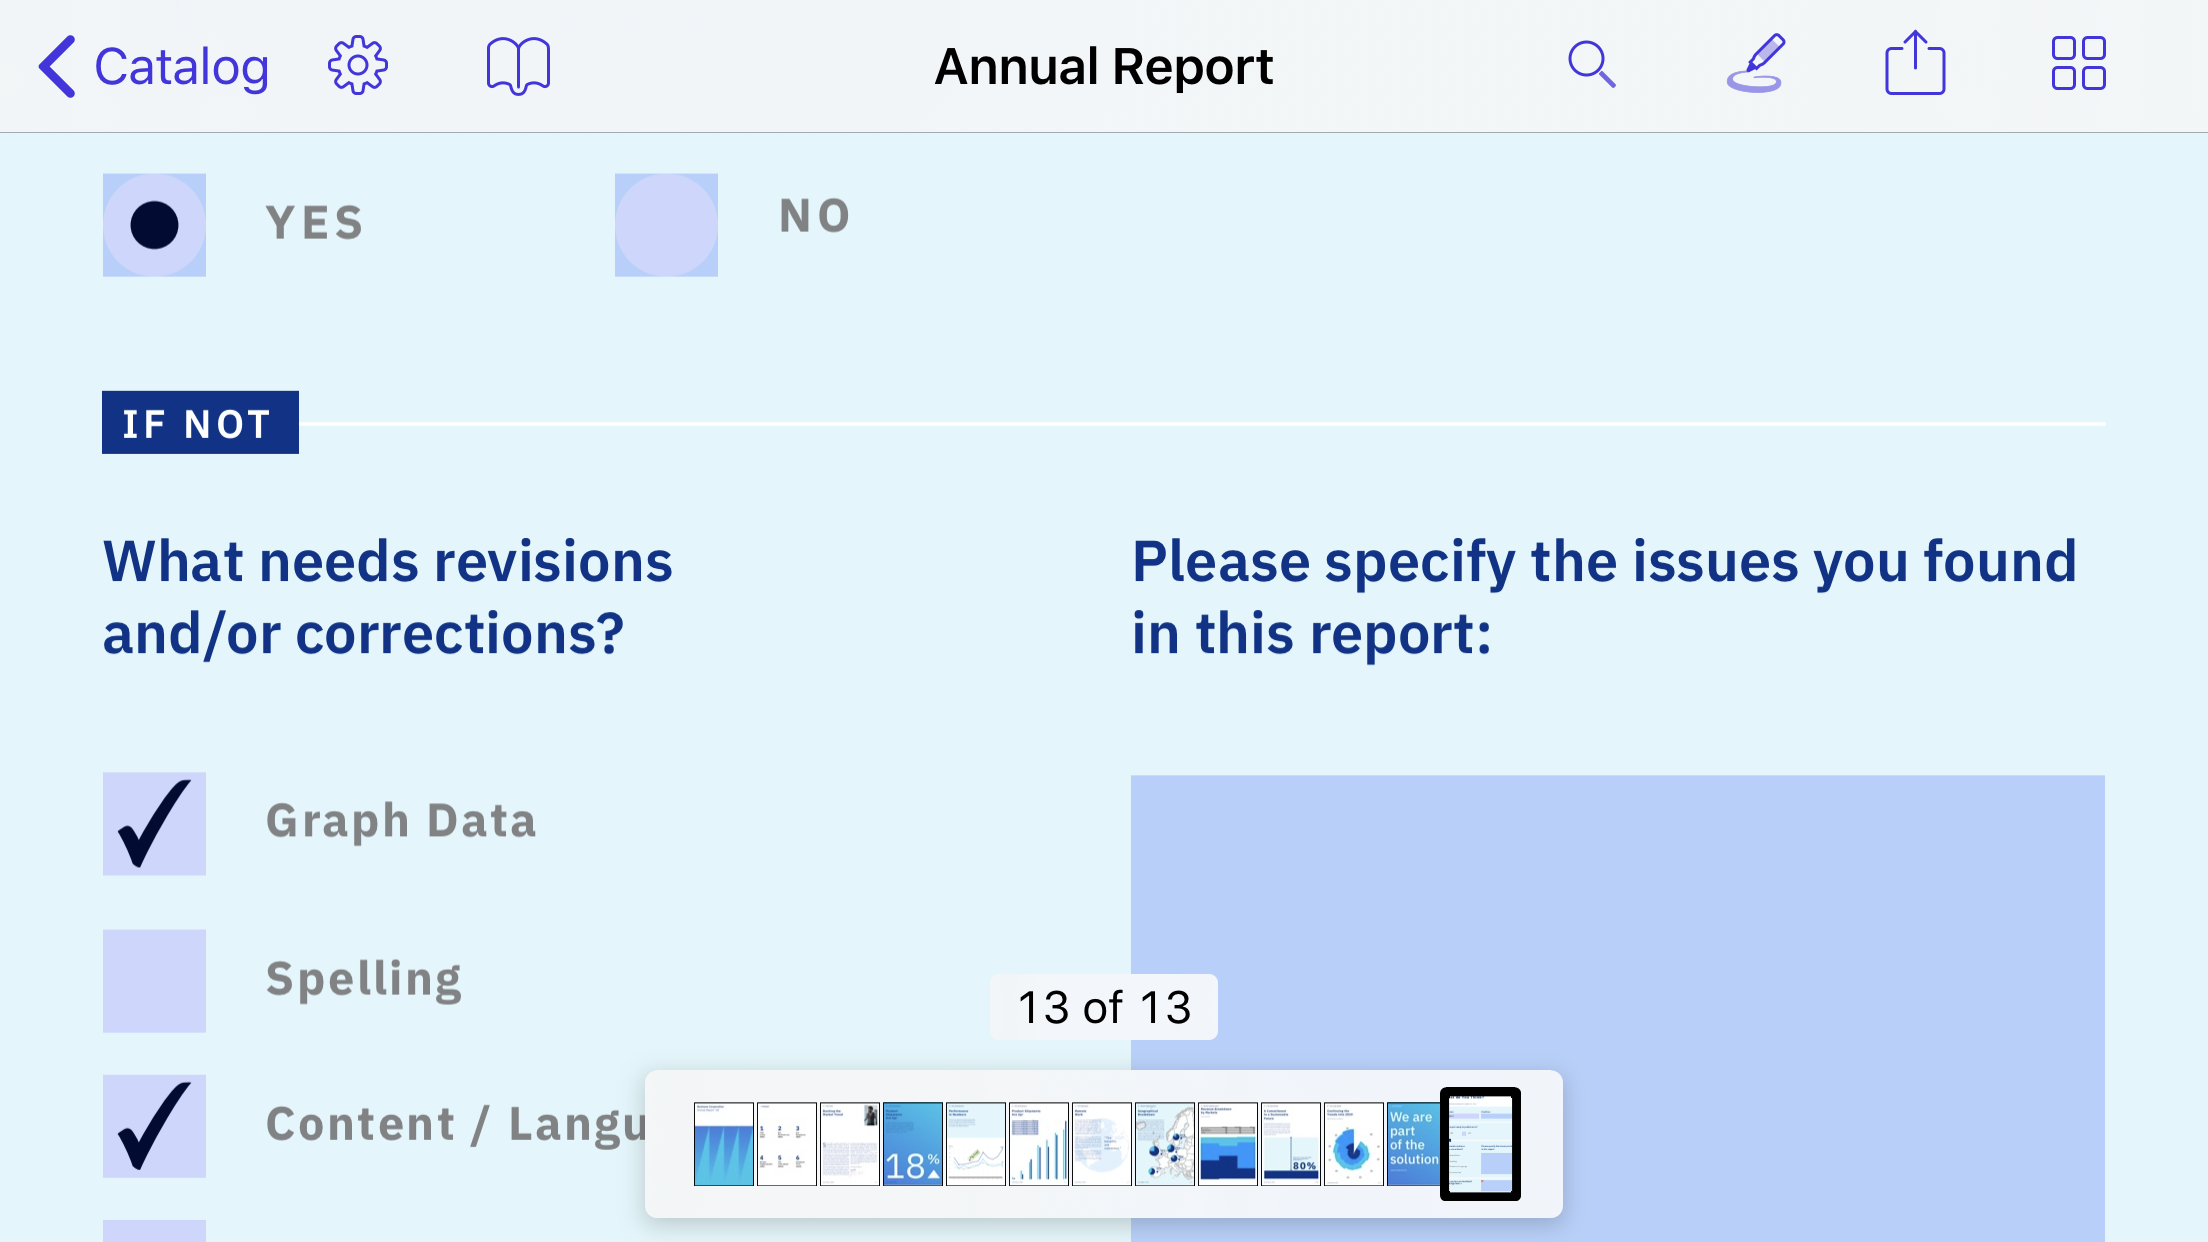 Catalog
Annual Report
YES
NO
IF NOT
What needs revisions
and/or corrections?
Please specify the issues you found
in this report:
Graph Data
Spelling
13 of 13
Content / Langu
18%
80%
We are
part
of the
solution